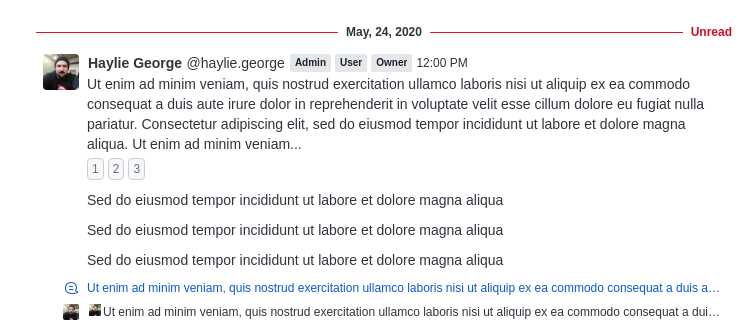 May, 24, 2020 Unread
Haylie George @haylie.george Admin User Owner 12:00 PM
Ut enim ad minim veniam, quis nostrud exercitation ullamco laboris nisi ut aliquip ex ea commodo
consequat a duis aute irure dolor in reprehenderit in voluptate velit esse cillum dolore eu fugiat nulla
pariatur. Consectetur adipiscing elit, sed do eiusmod tempor incididunt ut labore et dolore magna
aliqua. Ut enim ad minim veniam...
1 2 3
Sed do eiusmod tempor incididunt ut labore et dolore magna aliqua
Sed do eiusmod tempor incididunt ut labore et dolore magna aliqua
Sed do eiusmod tempor incididunt ut labore et dolore magna aliqua
Ut enim ad minim veniam, quis nostrud exercitation ullamco laboris nisi ut aliquip ex ea commodo consequat a duis a…
Ut enim ad minim veniam, quis nostrud exercitation ullamco laboris nisi ut aliquip ex ea commodo consequat a dui…